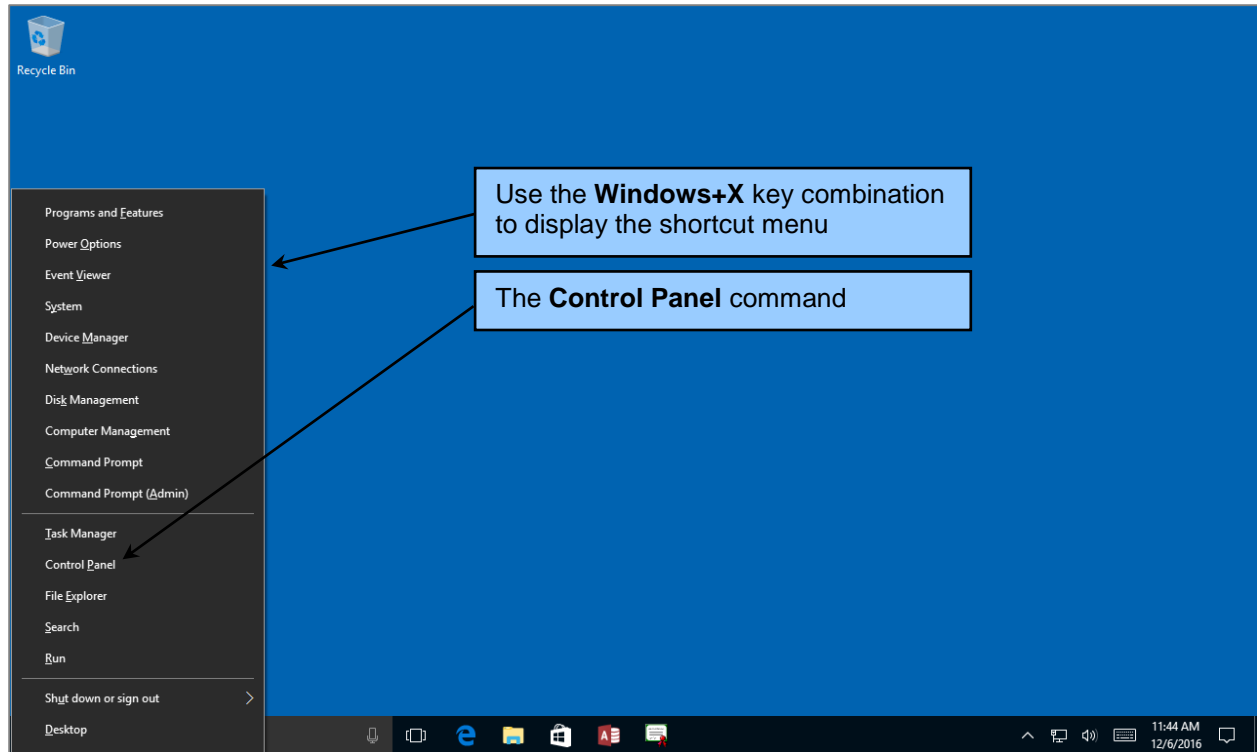 Recycle Bin
Use the Windows+X key combination
to display the shortcut menu
The Control Panel command
Programs and Features
Power Options
Event Viewer
System
Device Manager
Network Connections
Disk Management
Computer Management
Command Prompt
Command Prompt (Admin)
Task Manager
Control Panel
File Explorer
Search
Run
Shut down or sign out
Desktop
11:44 AM
12/6/2016